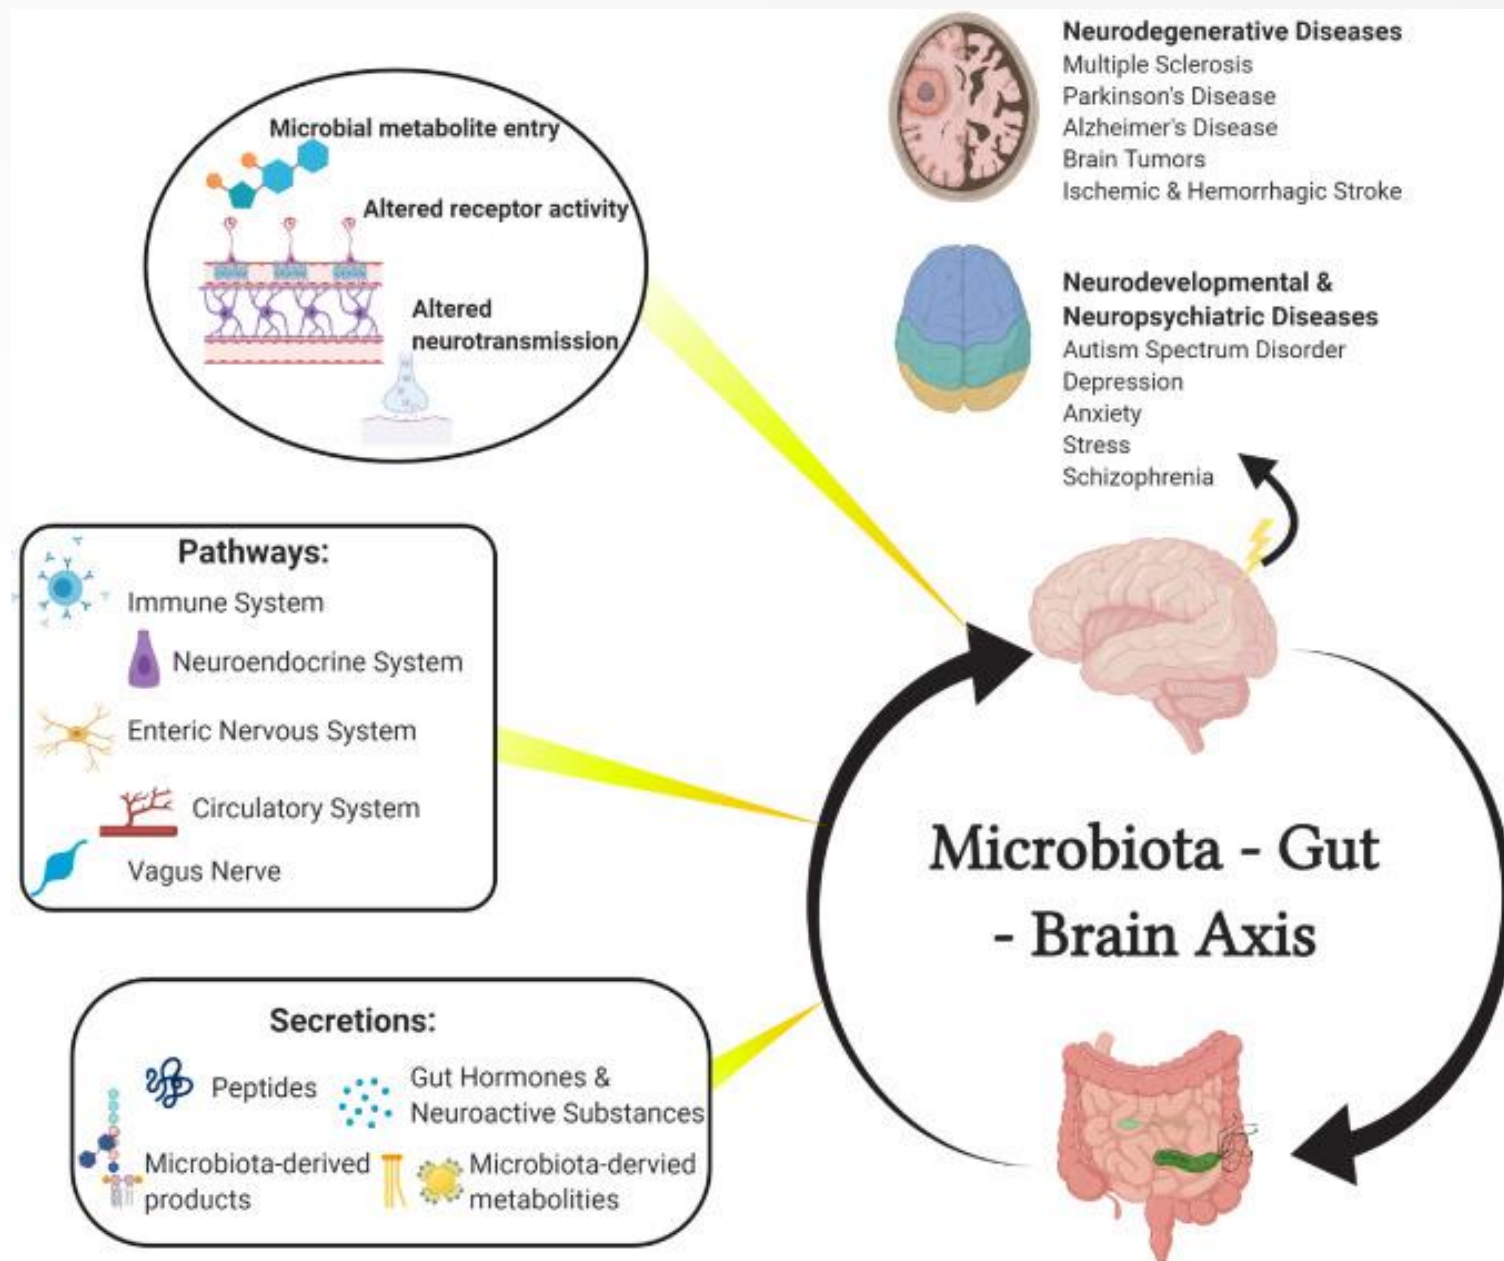 Microbial metabolite entry
Altered receptor activity
Altered
neurotransmission
Neurodegenerative Diseases
Multiple Sclerosis
Parkinson's Disease
Alzheimer's Disease
Brain Tumors
Ischemic & Hemorrhagic Stroke
Neurodevelopmental &
Neuropsychiatric Diseases
Autism Spectrum Disorder
Depression
Anxiety
Stress
Schizophrenia
Pathways:
Immune System
Neuroendocrine System
Enteric Nervous System
Circulatory System
Vagus Nerve
Microbiota - Gut
- Brain Axis
Secretions:
Peptides
Gut Hormones &
Neuroactive Substances
Microbiota-derived
products
Microbiota-dervied
metabolities